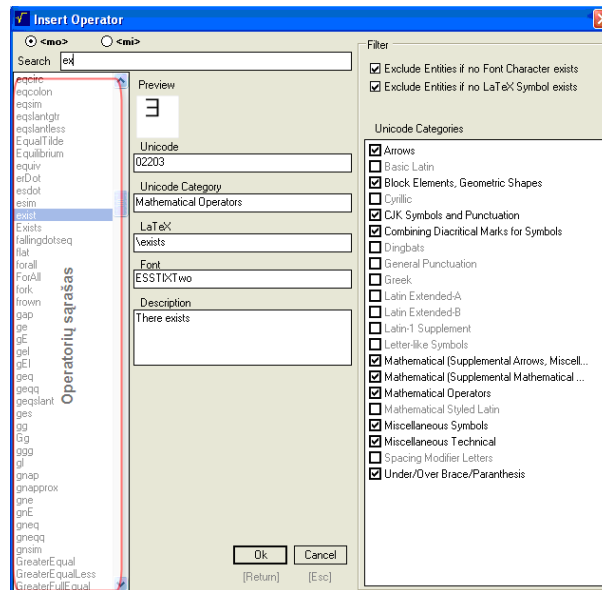 Insert Operator
<mo>
<mi>
Search
ex
eqcirc
eqcolon
eqsim
eqslantgtr
eqslantless
EqualTilde
Equilibrium
equiv
erDot
esdot
esim
exist
Exists
fallingdotseq
flat
forall
ForAll
fork
frown
gap
ge
gE
gel
gEl
geq
geqq
geqslant
ges
gg
Gg
ggg
gl
gnap
gnapprox
gne
gnE
gneq
gneqq
gnsim
GreaterEqual
GreaterEqualLess
GreaterFullEqual
Operatorių sąrašas
Preview
∃
Unicode
02203
Unicode Category
Mathematical Operators
LaTeX
\exists
Font
ESSTIXTwo
Description
There exists
Ok
Cancel
[Return]
[Esc]
Filter
Exclude Entities if no Font Character exists
Exclude Entities if no LaTeX Symbol exists
Unicode Categories
Arrows
Basic Latin
Block Elements, Geometric Shapes
Cyrillic
CJK Symbols and Punctuation
Combining Diacritical Marks for Symbols
Dingbats
General Punctuation
Greek
Latin Extended-A
Latin Extended-B
Latin-1 Supplement
Letter-like Symbols
Mathematical (Supplemental Arrows, Miscell...
Mathematical (Supplemental Mathematical ...
Mathematical Operators
Mathematical Styled Latin
Miscellaneous Symbols
Miscellaneous Technical
Spacing Modifier Letters
Under/Over Brace/Paranthesis